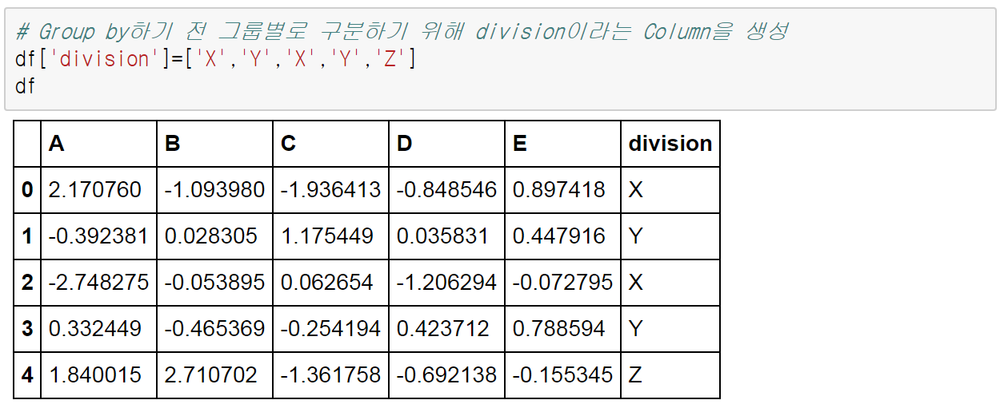 # Group by하기 전 그룹별로 구분하기 위해 division이라는 Column을 생성
df['division']=['X','Y','X','Y','Z']
df
A B C D E division
0 2.170760 -1.093980 -1.936413 -0.848546 0.897418 X
1 -0.392381 0.028305 1.175449 0.035831 0.447916 Y
2 -2.748275 -0.053895 0.062654 -1.206294 -0.072795 X
3 0.332449 -0.465369 -0.254194 0.423712 0.788594 Y
4 1.840015 2.710702 -1.361758 -0.692138 -0.155345 Z